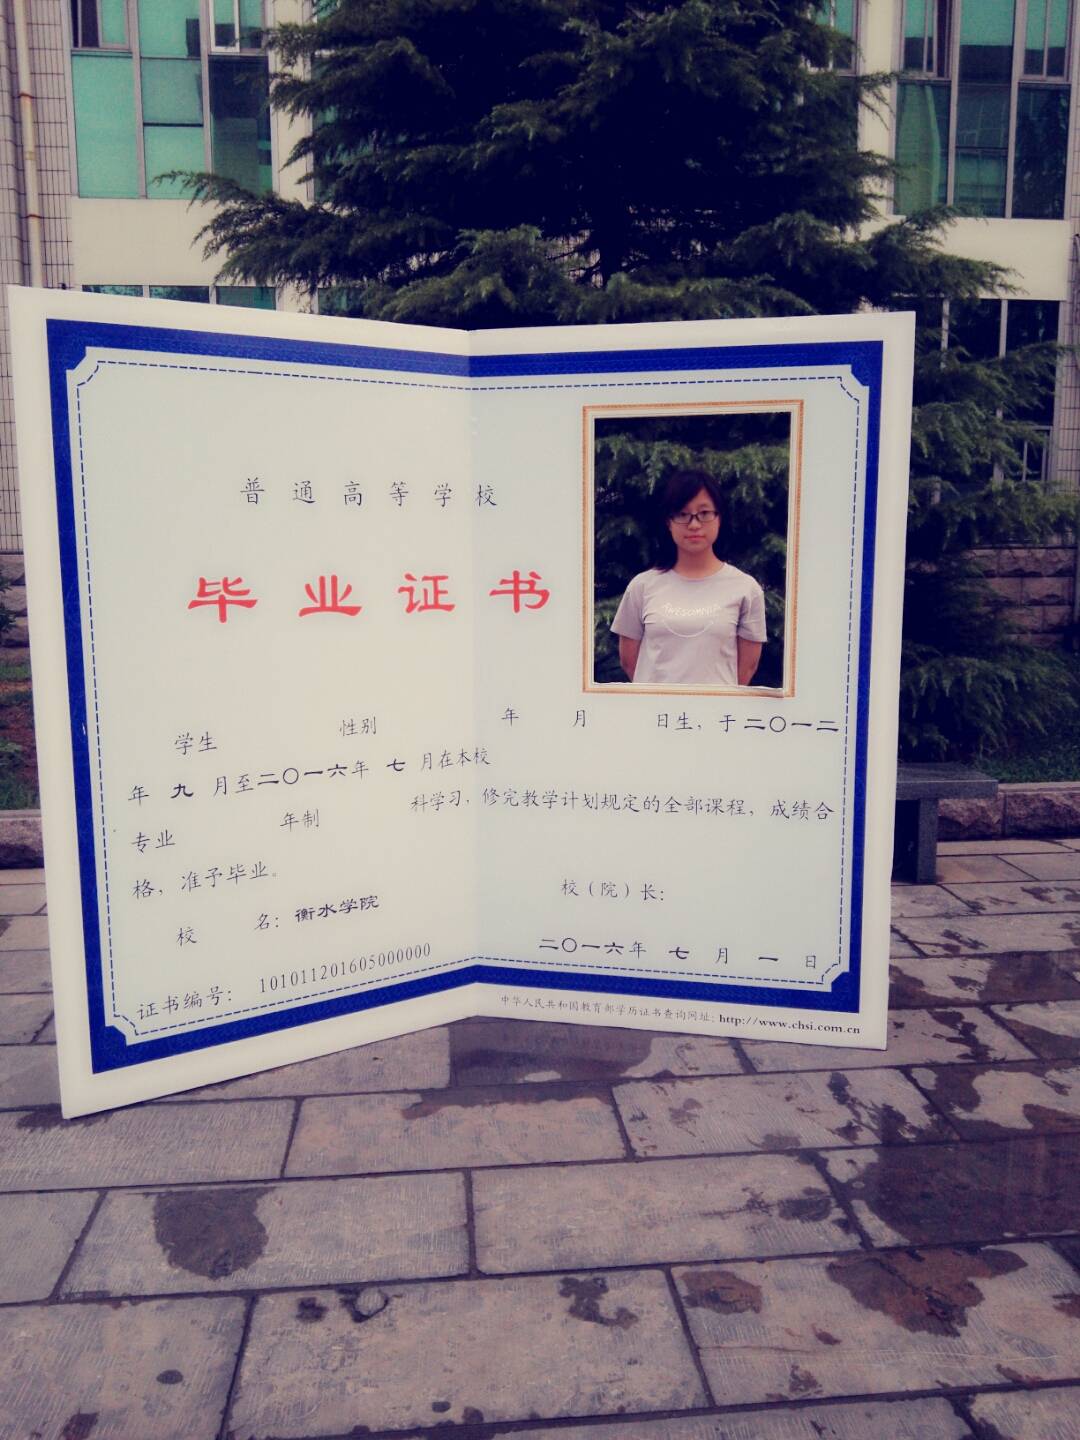 普通高等学校
毕业证书
AWESOMNIA
学生 性别 年 月 日生，于二〇一二
年 九 月至二〇一六年 七 月在本校
专业 年制 科学习，修完教学计划规定的全部课程，成绩合
格，准予毕业。
校 名：衡水学院
校（院）长：
证书编号： 101011201605000000
二〇一六年 七 月 一 日
中华人民共和国教育部学历证书查询网址：http://www.chsi.com.cn